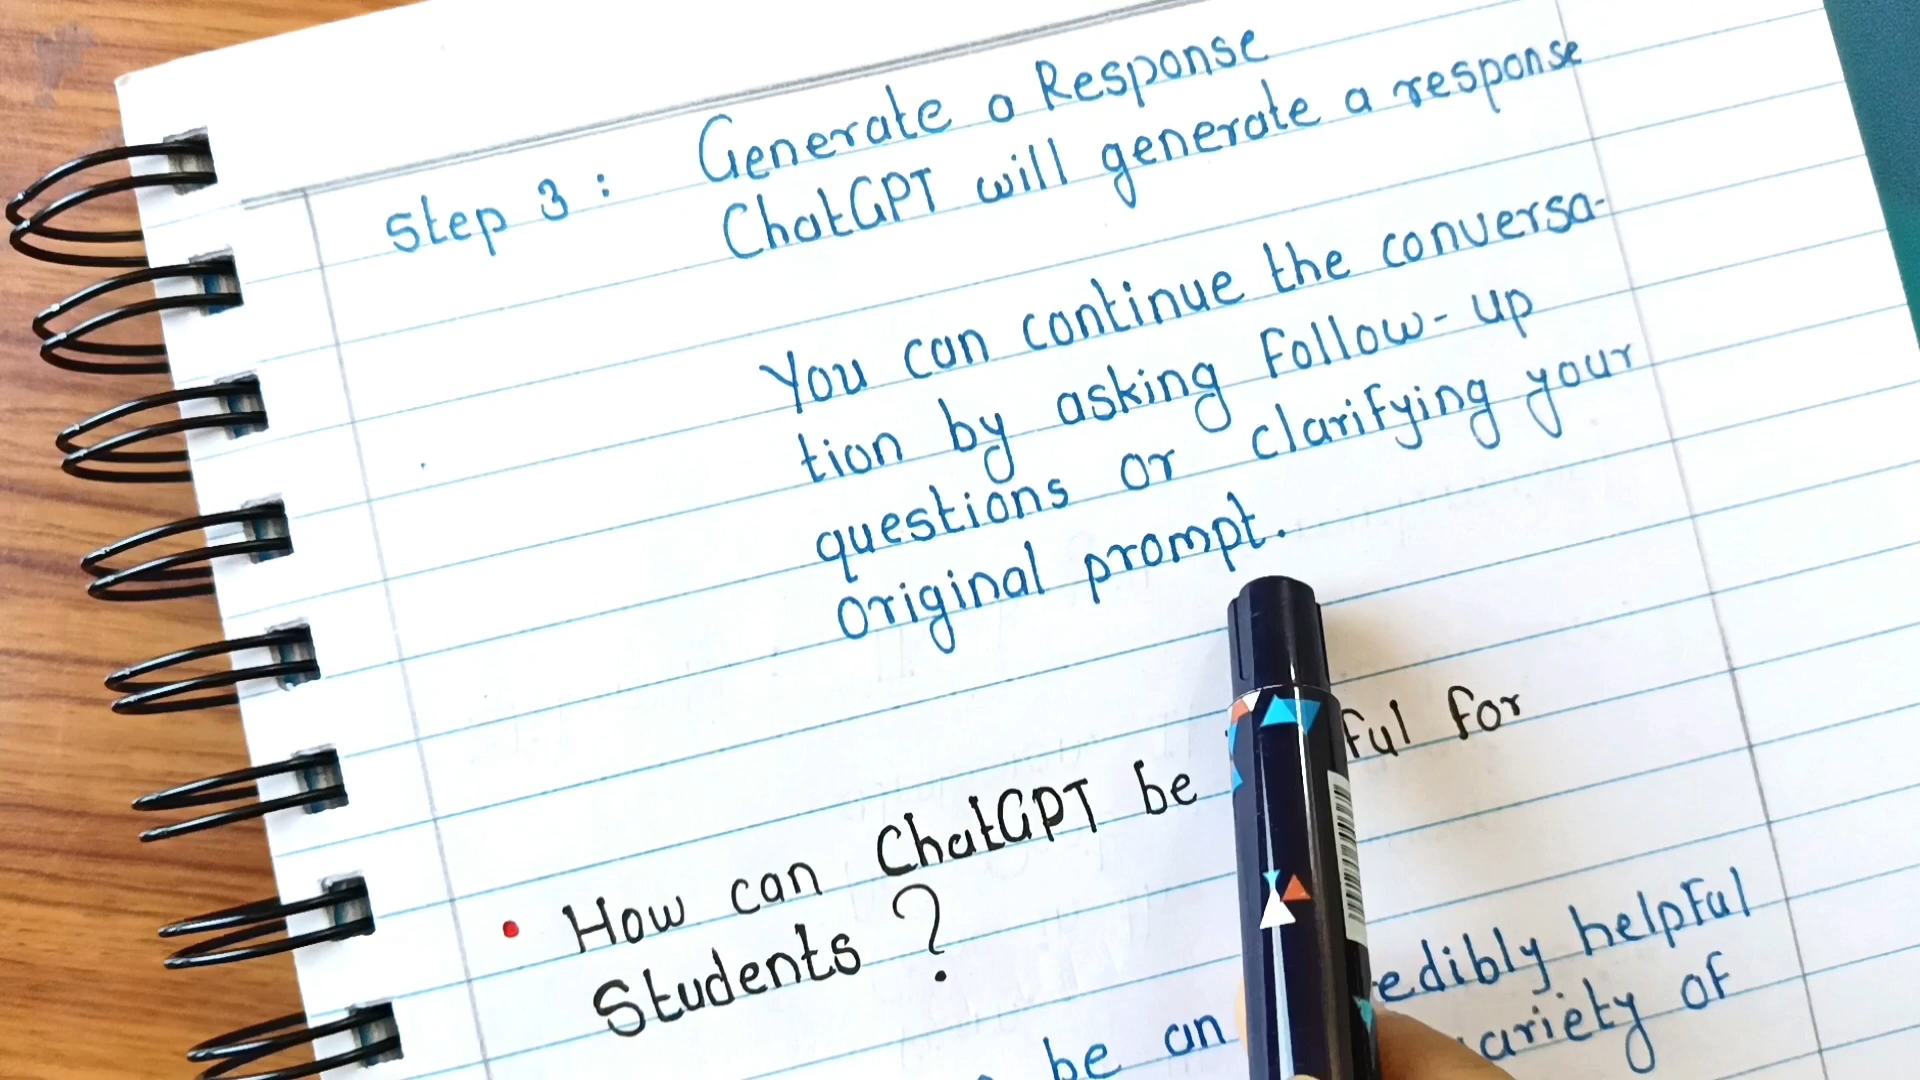 Generate a Response
Step 3 : ChatGPT will generate a response
You can continue the conversa-
tion by asking follow-up
questions or clarifying your
original prompt.
• How can ChatGPT be ful for
Students ?
edibly helpful
be an ariety of